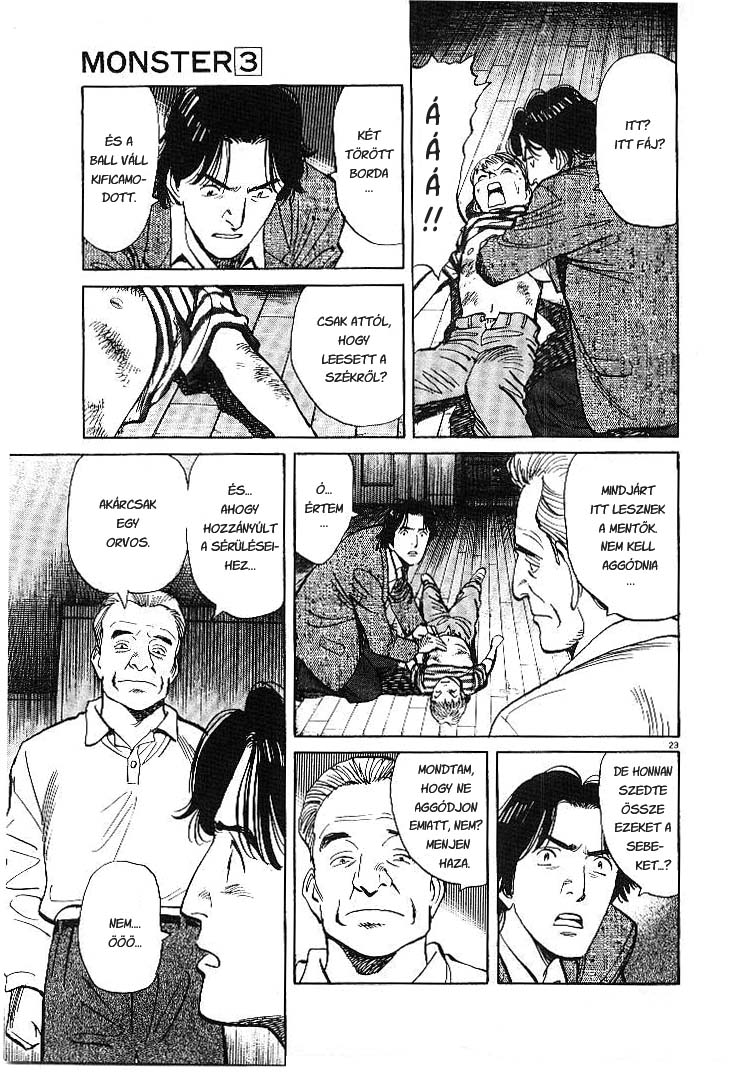 MONSTER 3
ITT?
ITT FÁJ?
Á
Á
Á
!!
KÉT
TÖRÖTT
BORDA
...
ÉS A
BALL VÁLL
KIFICAMO-
DOTT.
CSAK ATTÓL,
HOGY
LEESETT A
SZÉKRŐL?
MINDJÁRT
ITT LESZNEK
A MENTŐK.
NEM KELL
AGGÓDNIA
...
Ó...
ÉRTEM...
23
DE HONNAN
SZEDTE
ÖSSZE
EZEKET A
SEBE-
KET..?
MONDTAM,
HOGY NE
AGGÓDJON
EMIATT, NEM?
MENJEN
HAZA.
ÉS...
AHOGY
HOZZÁNYÚLT
A SÉRÜLÉSEI-
HEZ...
AKÁRCSAK
EGY
ORVOS.
NEM....
ÖÖÖ...